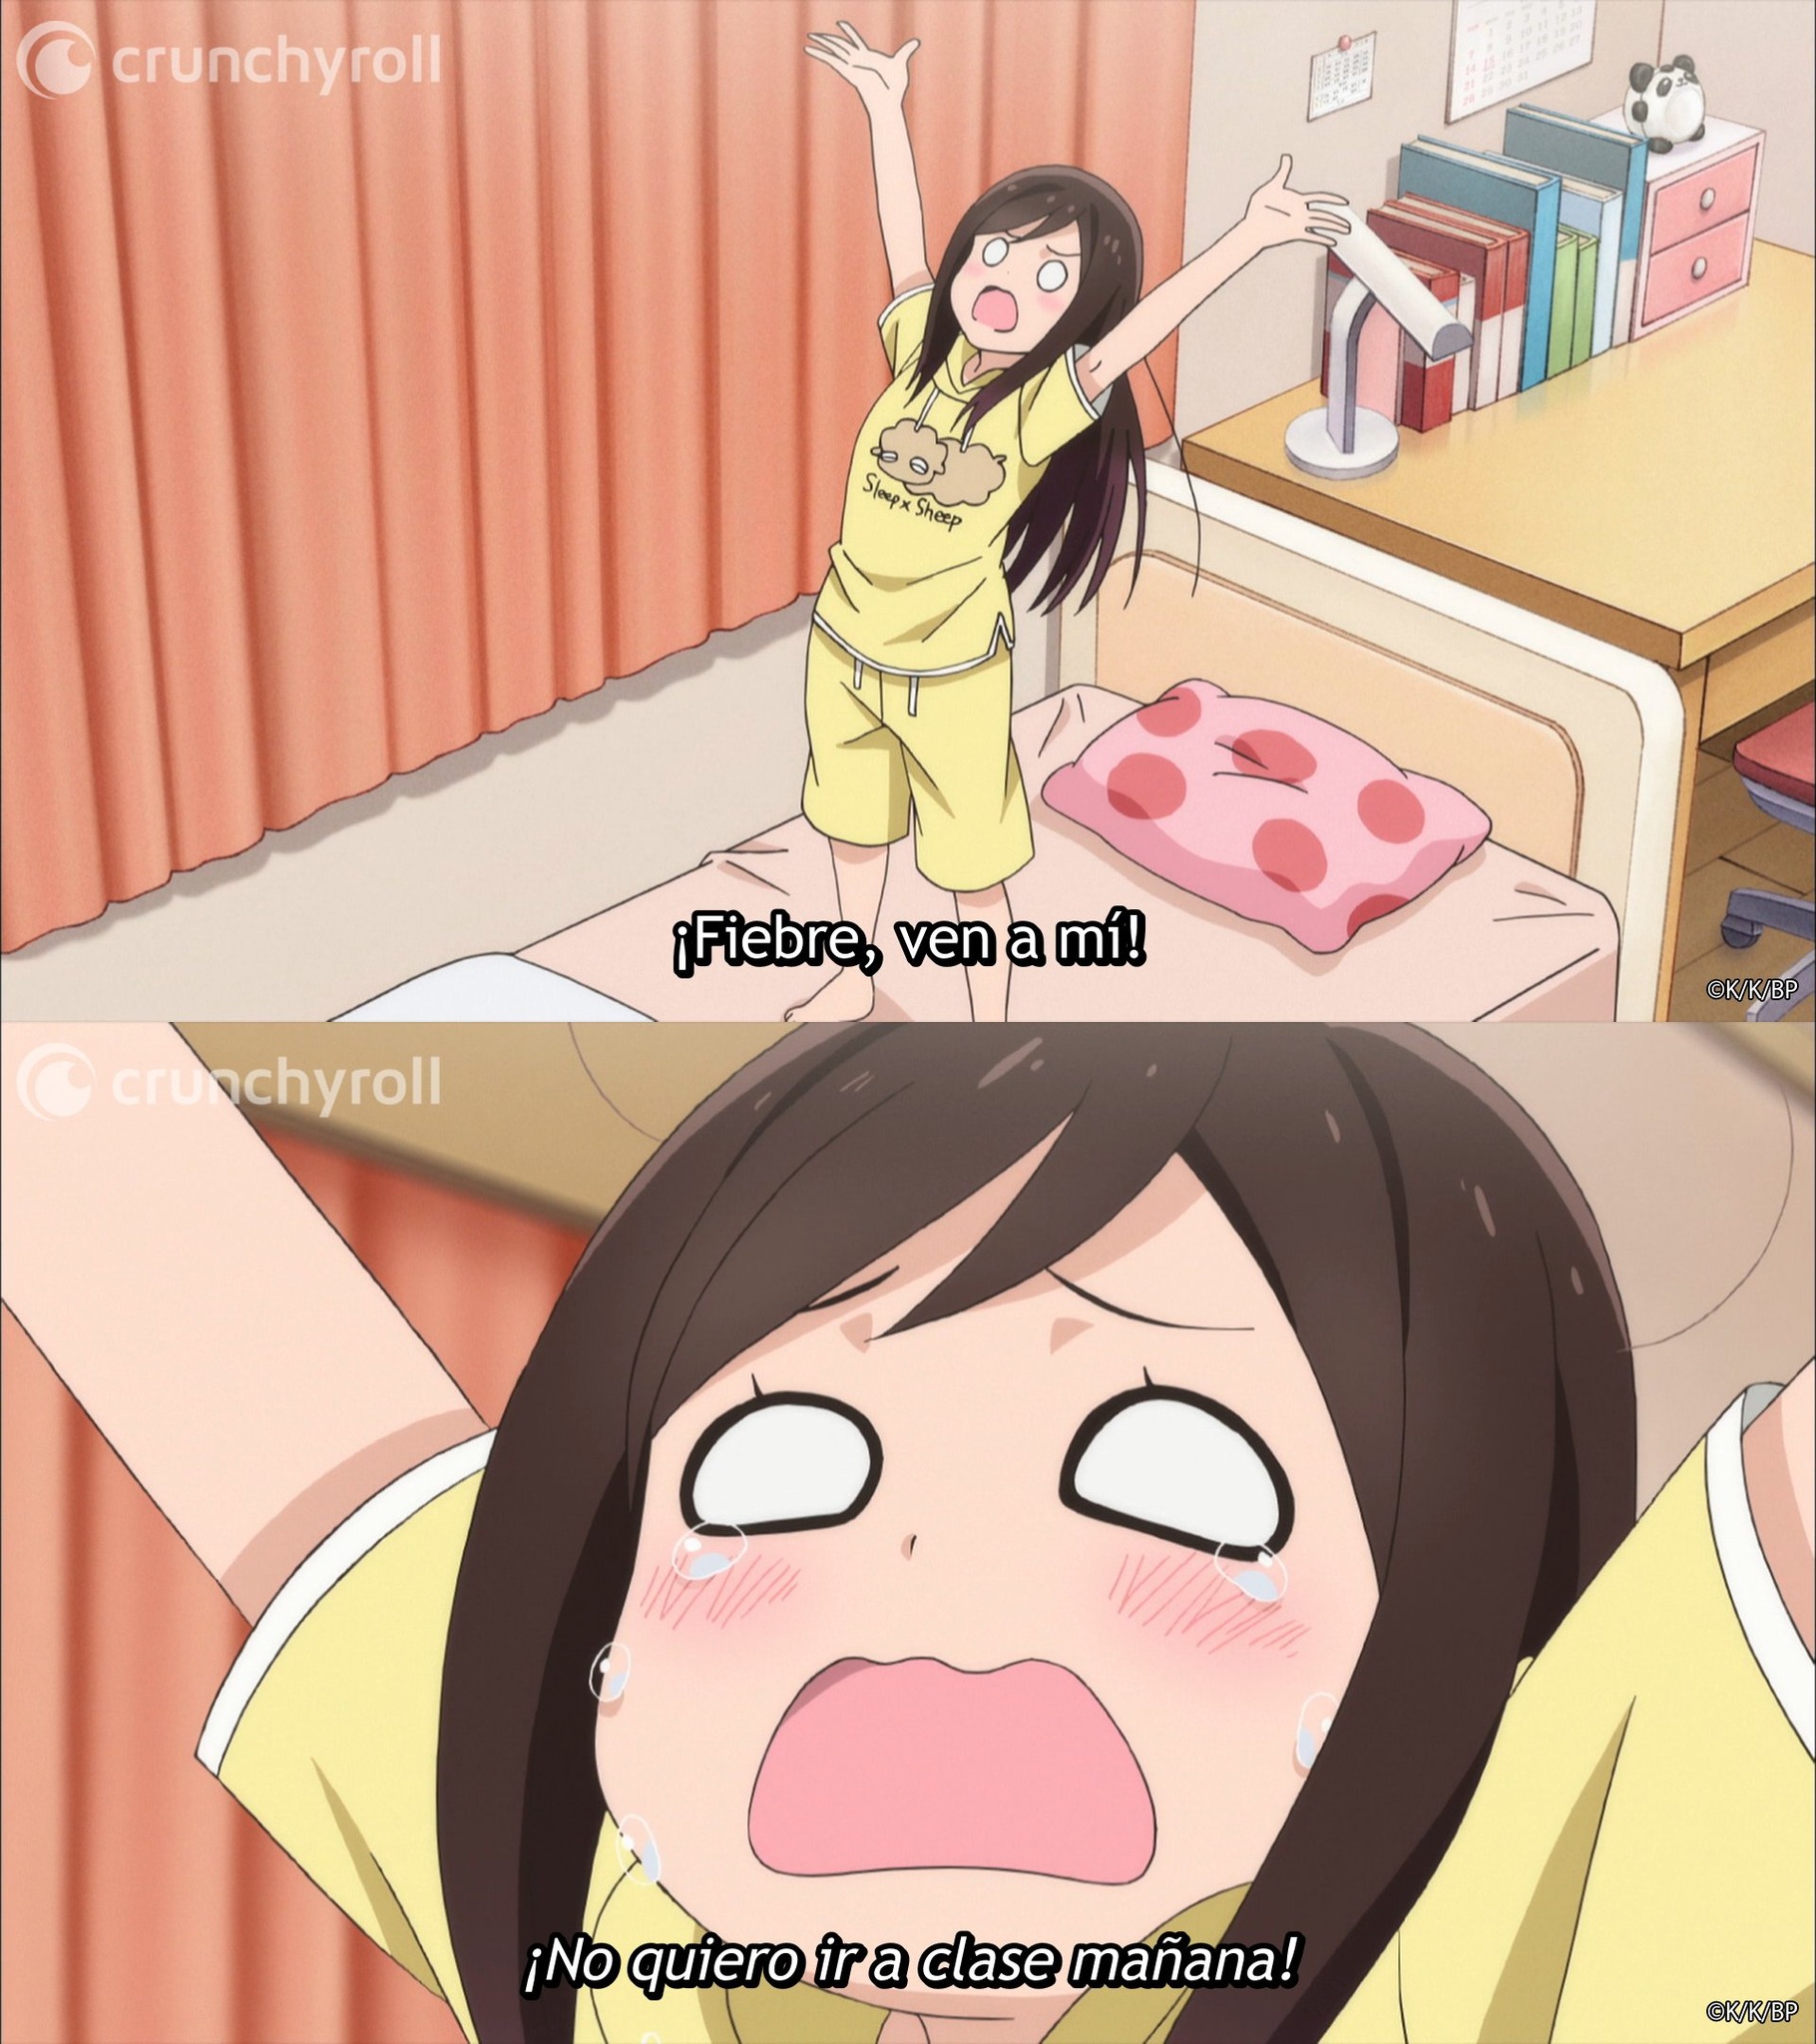 crunchyroll
Sleep x Sheep
¡Fiebre, ven a mí!
©K/K/BP
crunchyroll
¡No quiero ir a clase mañana!
©K/K/BP